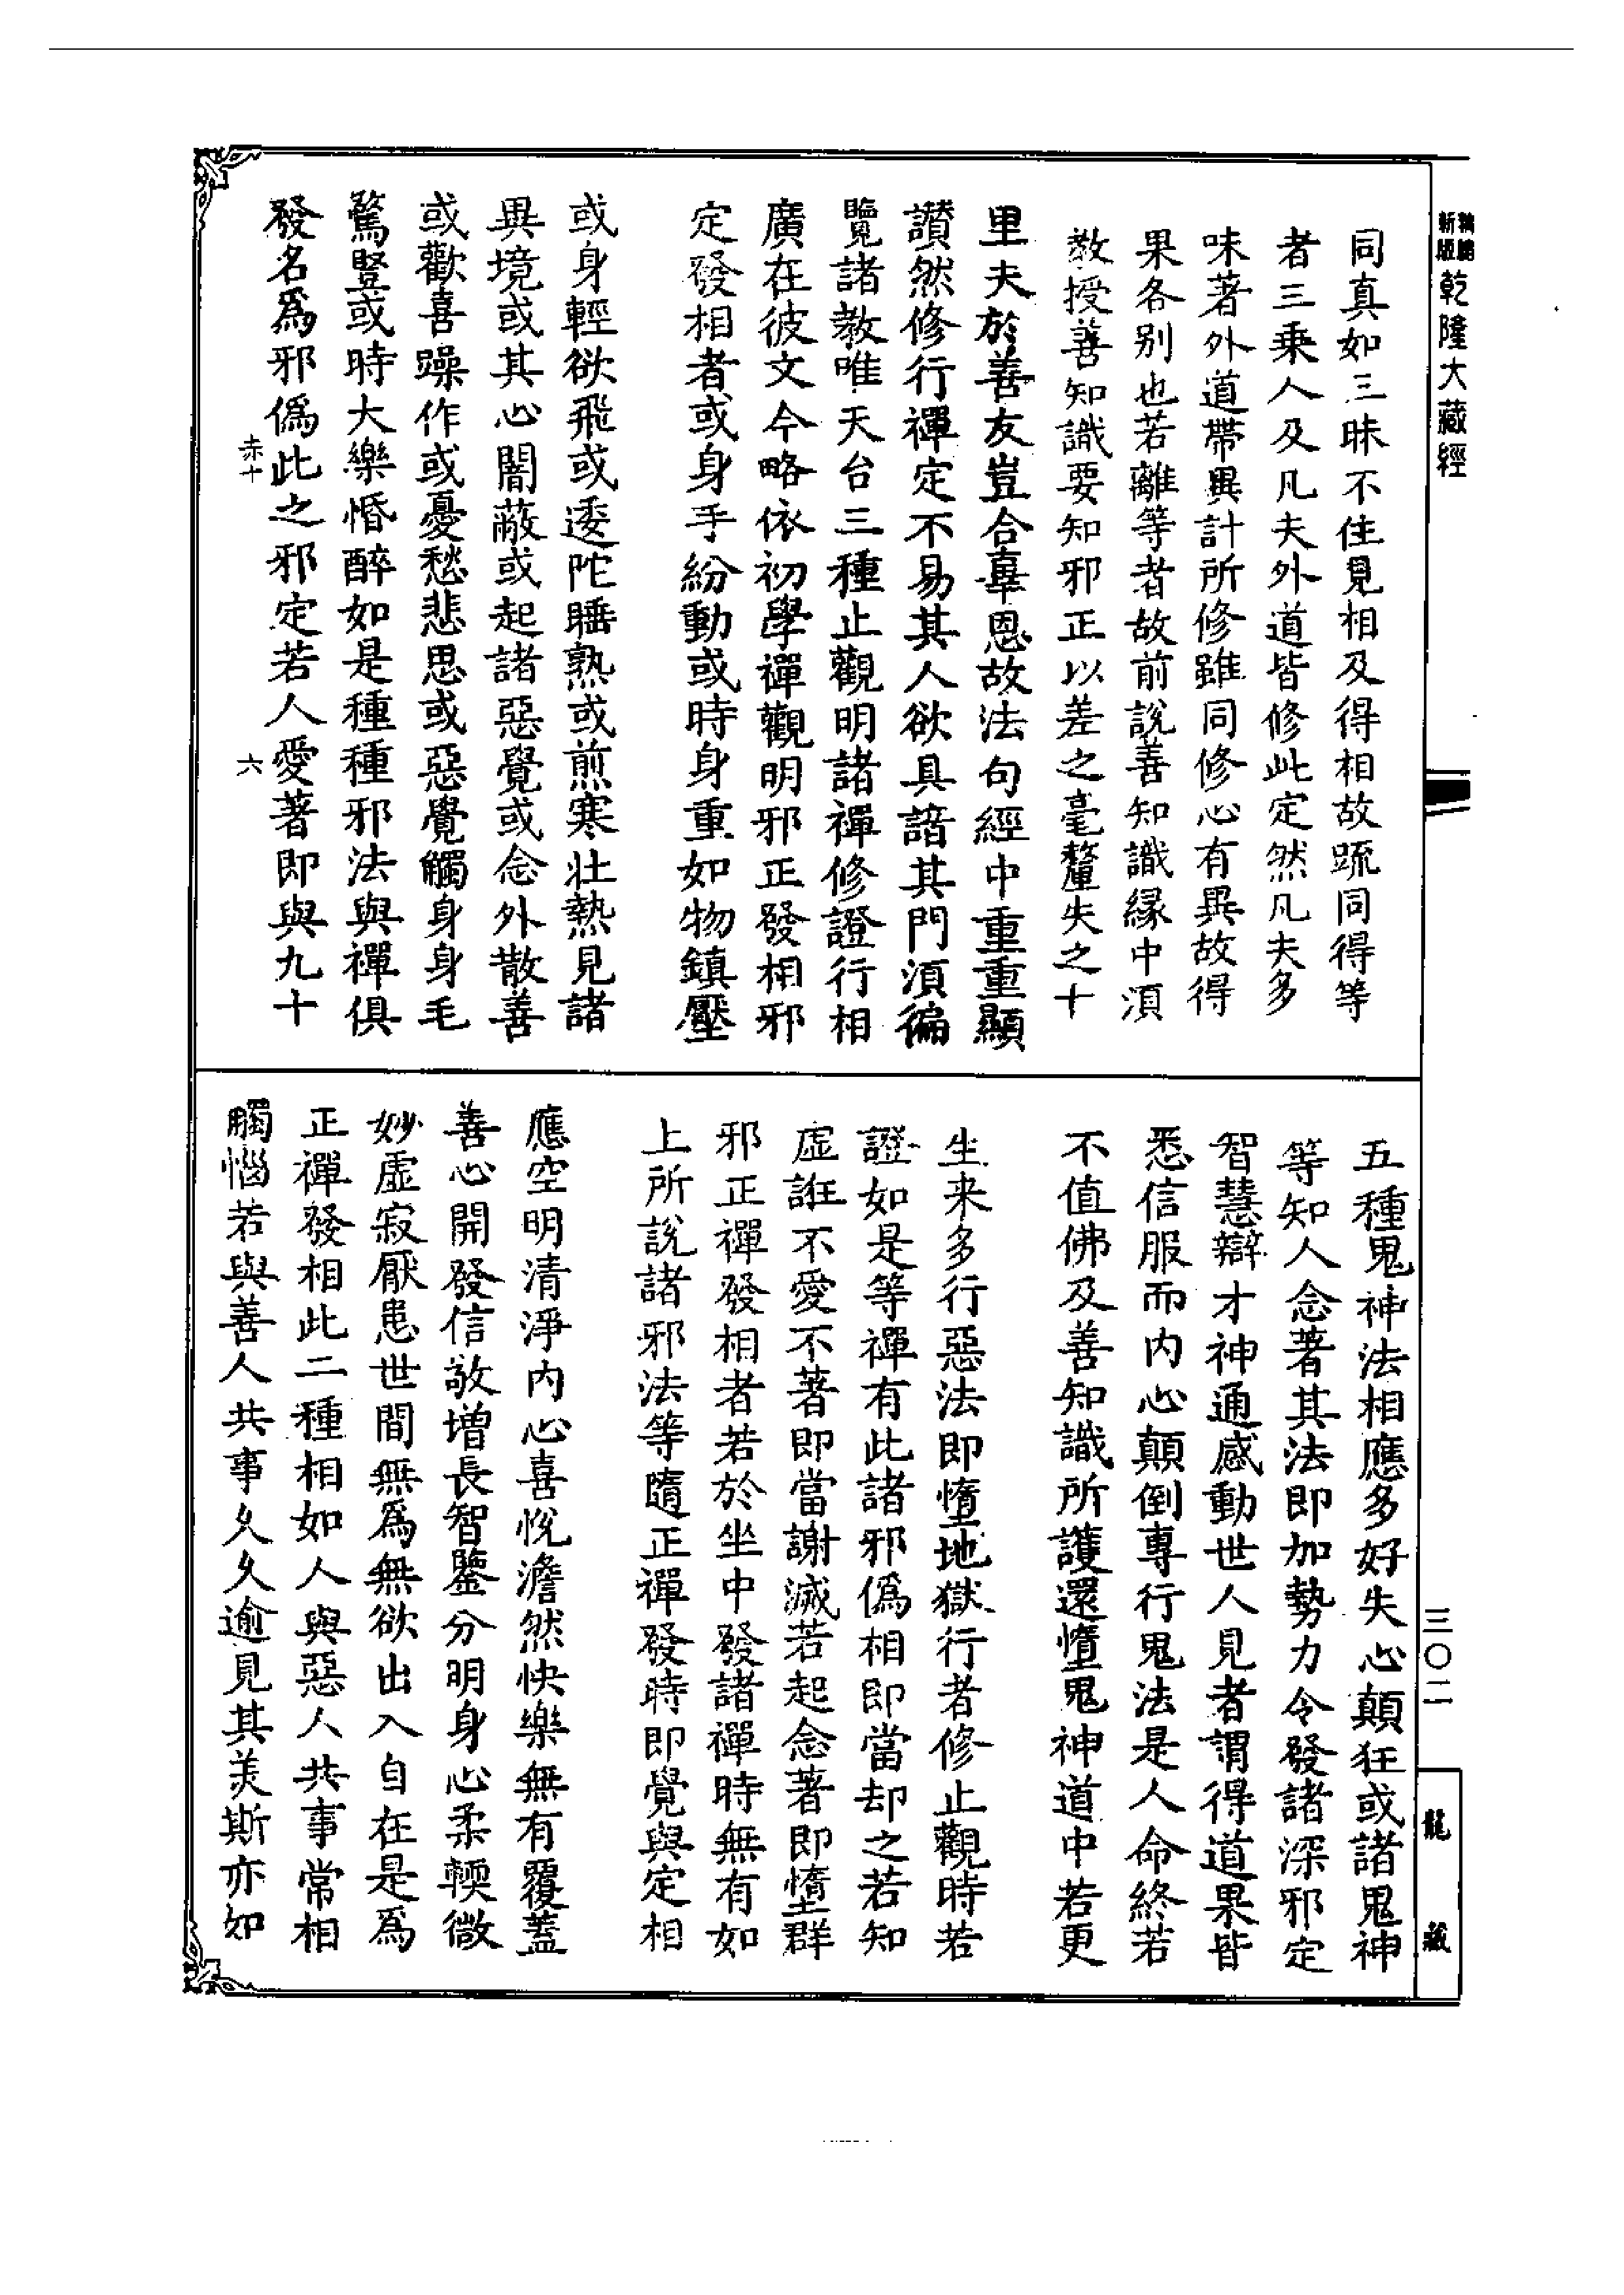 新版
乾隆大藏經
三〇二
龍藏
同真如三昧不住見相及得相故䟽同得等
者三乗人及凡夫外道皆修此定然凡夫多
味著外道帶異計所修雖同修心有異故得
果各别也若離等者故前說善知識縁中湏
教授善知識要知邪正以差之毫釐失之十
里夫於善友豈合辜恩故法句經中重重顯
讃然修行禪定不易其人欲具諳其門湏徧
覽諸教唯天台三種止觀明諸禪修證行相
廣在彼文今略依初學禪觀明邪正發相邪
定發相者或身手紛動或時身重如物鎮壓
或身輕欲飛或逶陀睡熟或煎寒壯熱見諸
異境或其心闇蔽或起諸惡覺或念外散善
或歡喜躁作或憂愁悲思或惡覺觸身身毛
驚豎或時大樂惛醉如是種種邪法與禪俱
發名爲邪僞此之邪定若人愛著即與九十
赤十
六
五種鬼神法相應多好失心顛狂或諸鬼神
等知人念著其法即加勢力令發諸深邪定
智慧辯才神通感動世人見者謂得道果皆
悉信服而内心顛倒專行鬼法是人命終若
不值佛及善知識所護還墮鬼神道中若更
生来多行惡法即墮地獄行者修止觀時若
證如是等禪有此諸邪僞相即當却之若知
虛誑不愛不著即當謝滅若起念著即墮群
邪正禪發相者若於坐中發諸禪時無有如
上所說諸邪法等隨正禪發時即覺與定相
應空明清淨内心喜悅澹然快樂無有覆蓋
善心開發信敬增長智鑒分明身心柔輭微
妙虛寂厭患世間無爲無欲出入自在是爲
正禪發相此二種相如人與惡人共事常相
觸惱若與善人共事久久逾見其美斯亦如